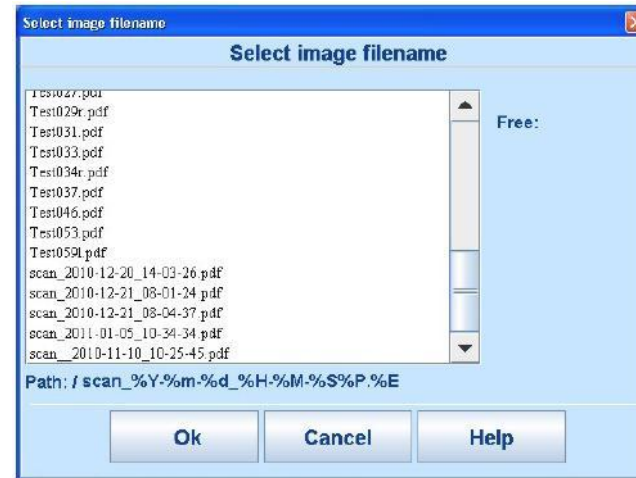 Select image filename
Select image filename
Test027.pdf
Test029r.pdf
Free:
Test031.pdf
Test033.pdf
Test034r.pdf
Test037.pdf
Test046.pdf
Test053.pdf
Test059l.pdf
scan_2010-12-20_14-03-26.pdf
scan_2010-12-21_08-01-24.pdf
scan_2010-12-21_08-04-37.pdf
scan_2011-01-05_10-34-34.pdf
scan__2010-11-10_10-25-45.pdf
Path: / scan_%Y-%m-%d_%H-%M-%S%P.%E
Ok Cancel Help